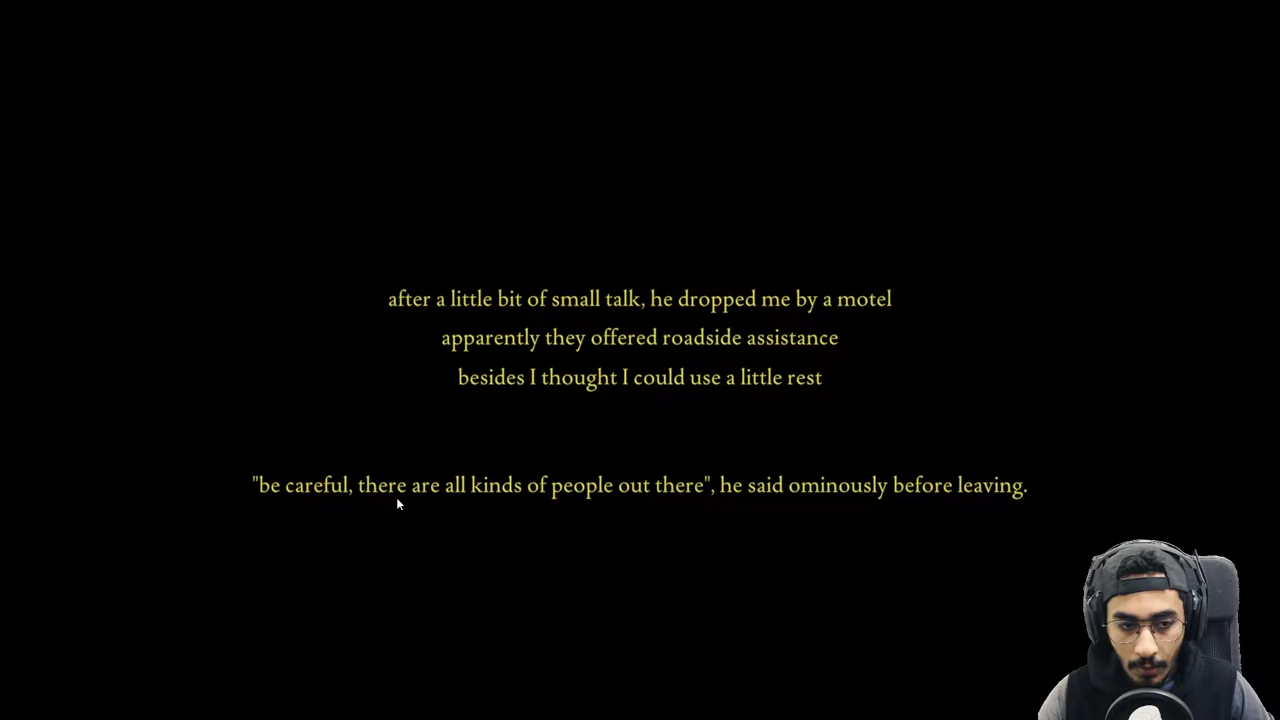 after a little bit of small talk, he dropped me by a motel
apparently they offered roadside assistance
besides I thought I could use a little rest
"be careful, there are all kinds of people out there", he said ominously before leaving.